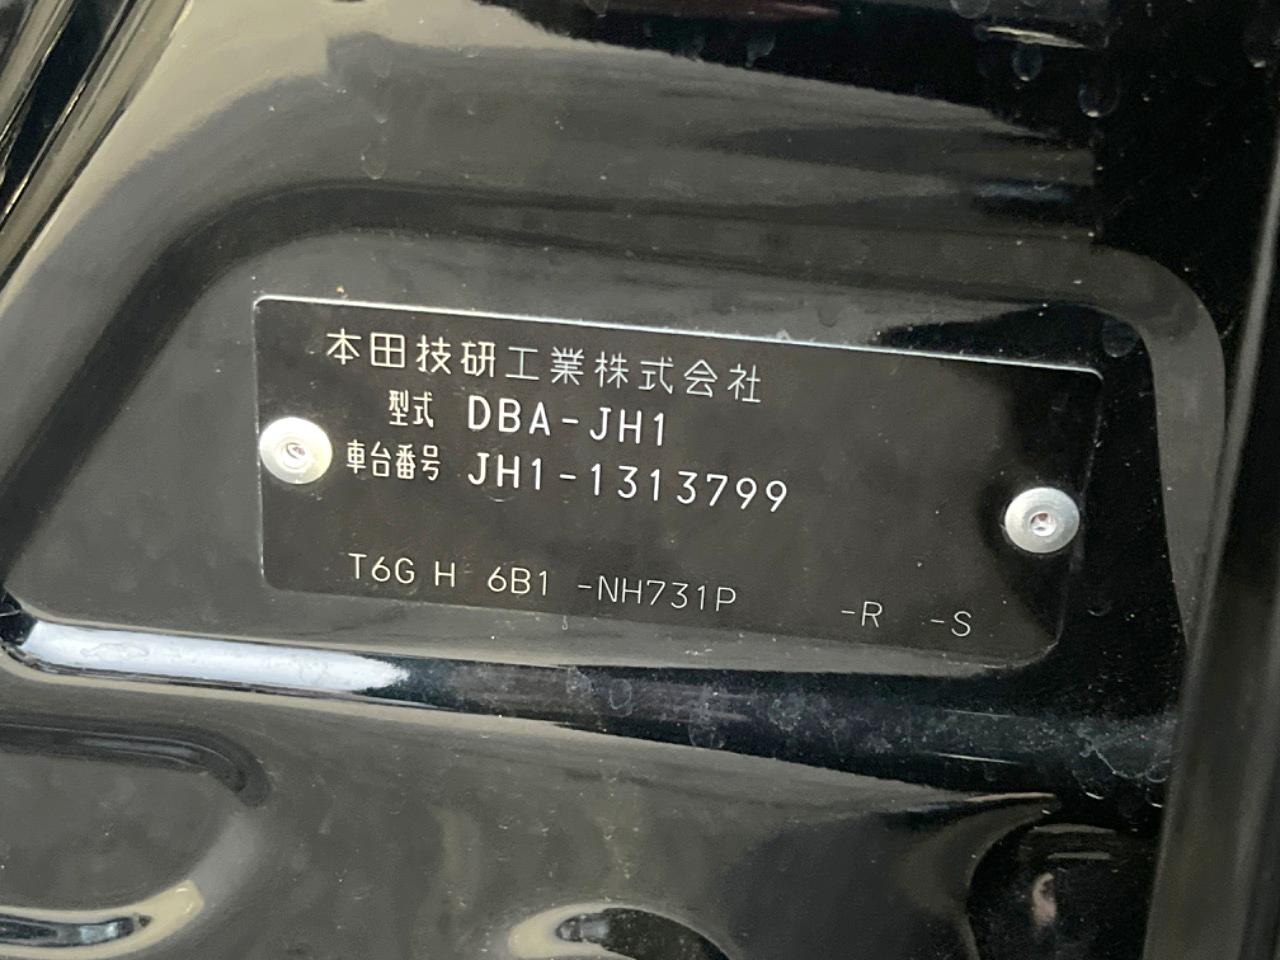 本田技研工業株式会社
型式 DBA-JH1
車台番号 JH1-1313799
T6G H 6B1 -NH731P -R -S